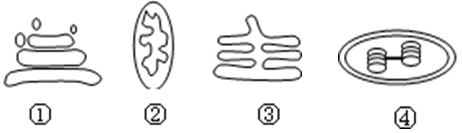 ① ② ③ ④